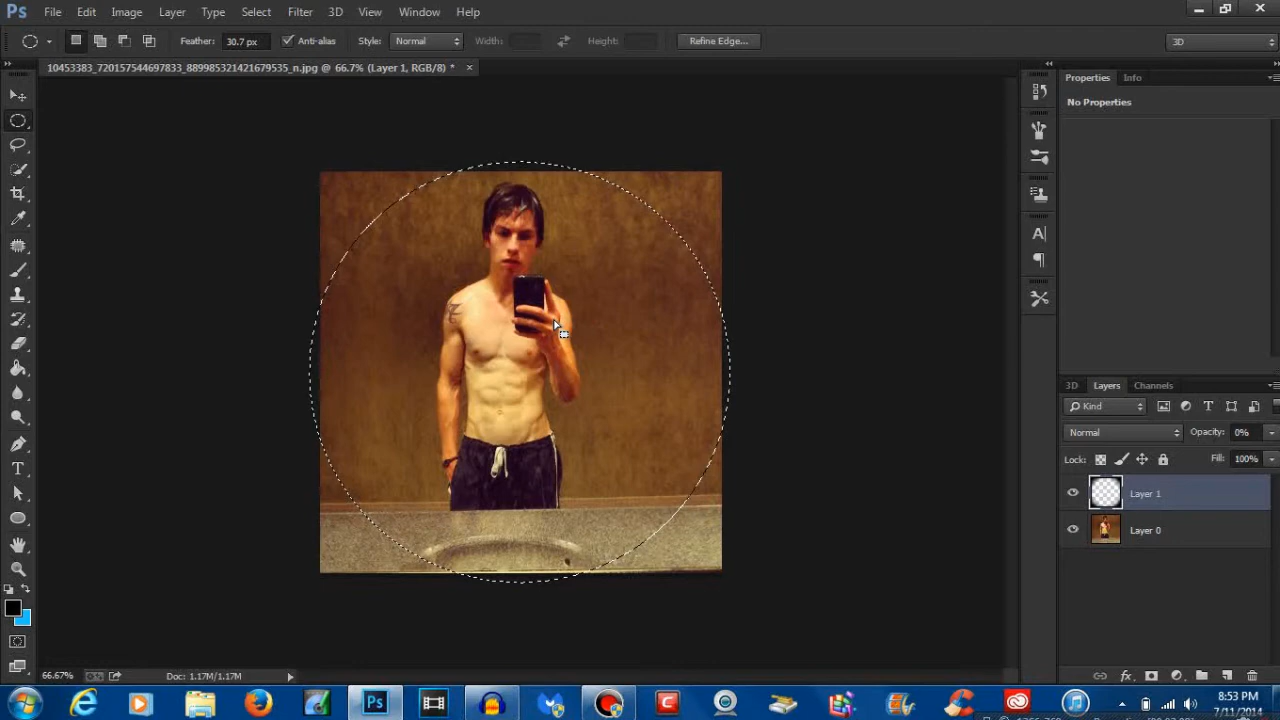 Ps File Edit Image Layer Type Select Filter 3D View Window Help
Feather: 30.7 px Anti-alias Style: Normal Width: Height: Refine Edge... 3D
10453383_720157544697833_889985321421679535_n.jpg @ 66.7% (Layer 1, RGB/8) * ×
Properties Info
No Properties
3D Layers Channels
Kind
Normal Opacity: 0%
Lock: Fill: 100%
Layer 1
Layer 0
66.67% Doc: 1.17M/1.17M
8:53 PM
7/11/2014